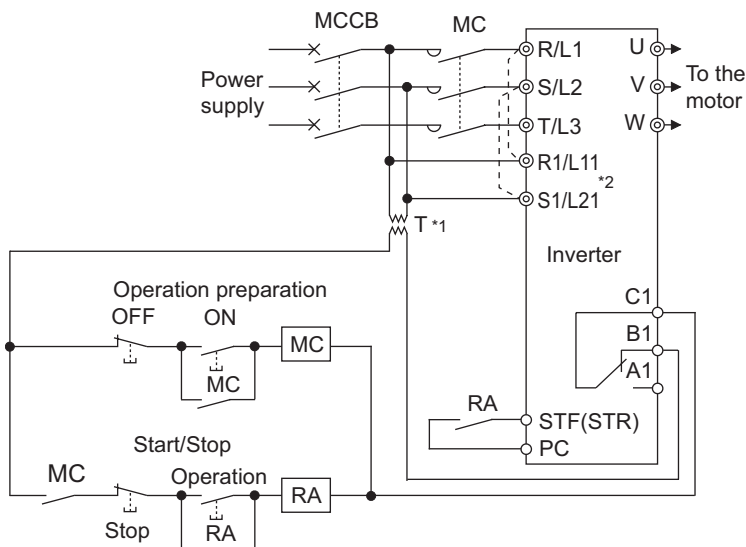 MCCB
MC
R/L1
U
Power
supply
S/L2
V
To the
motor
T/L3
W
R1/L11
*2
S1/L21
T *1
Inverter
Operation preparation
OFF
ON
MC
MC
C1
B1
A1
RA
STF(STR)
PC
Start/Stop
MC
Operation
RA
Stop
RA